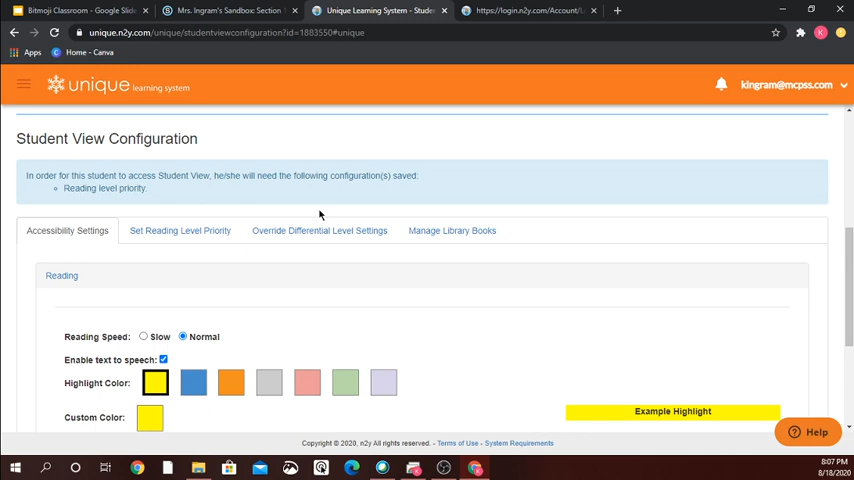 Bitmoji Classroom - Google Slide
Mrs. Ingram's Sandbox: Section
Unique Learning System - Studen
https://login.n2y.com/Account/L
unique.n2y.com/unique/studentviewconfiguration?id=1883550#unique
K
Apps
Home - Canva
unique learning system
kingram@mcpss.com
Student View Configuration
In order for this student to access Student View, he/she will need the following configuration(s) saved:
Reading level priority.
Accessibility Settings
Set Reading Level Priority
Override Differential Level Settings
Manage Library Books
Reading
Reading Speed: Slow Normal
Enable text to speech:
Highlight Color:
Custom Color:
Example Highlight
Help
Copyright © 2020, n2y All rights reserved. - Terms of Use - System Requirements
8:07 PM
8/18/2020